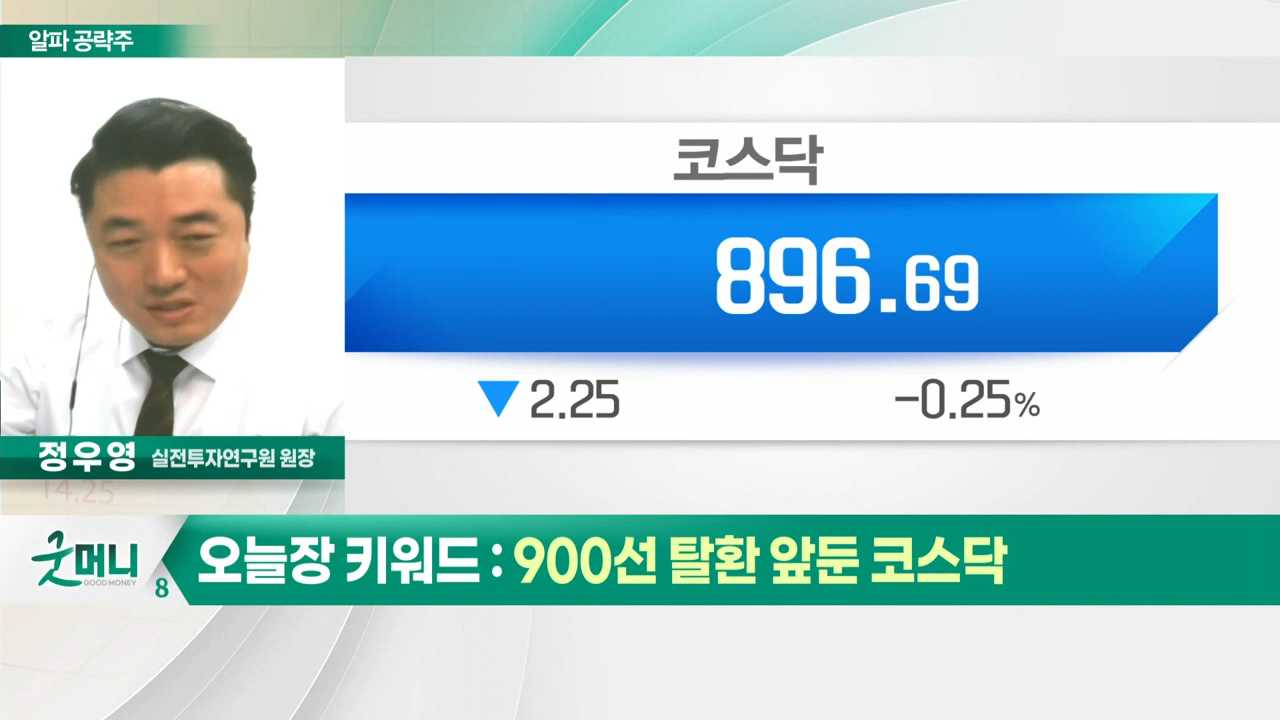 알파 공략주
코스닥
896.69
▼ 2.25
-0.25%
정우영 실전투자연구원 원장
14.25
굿머니
GOOD MONEY
8
오늘장 키워드 : 900선 탈환 앞둔 코스닥